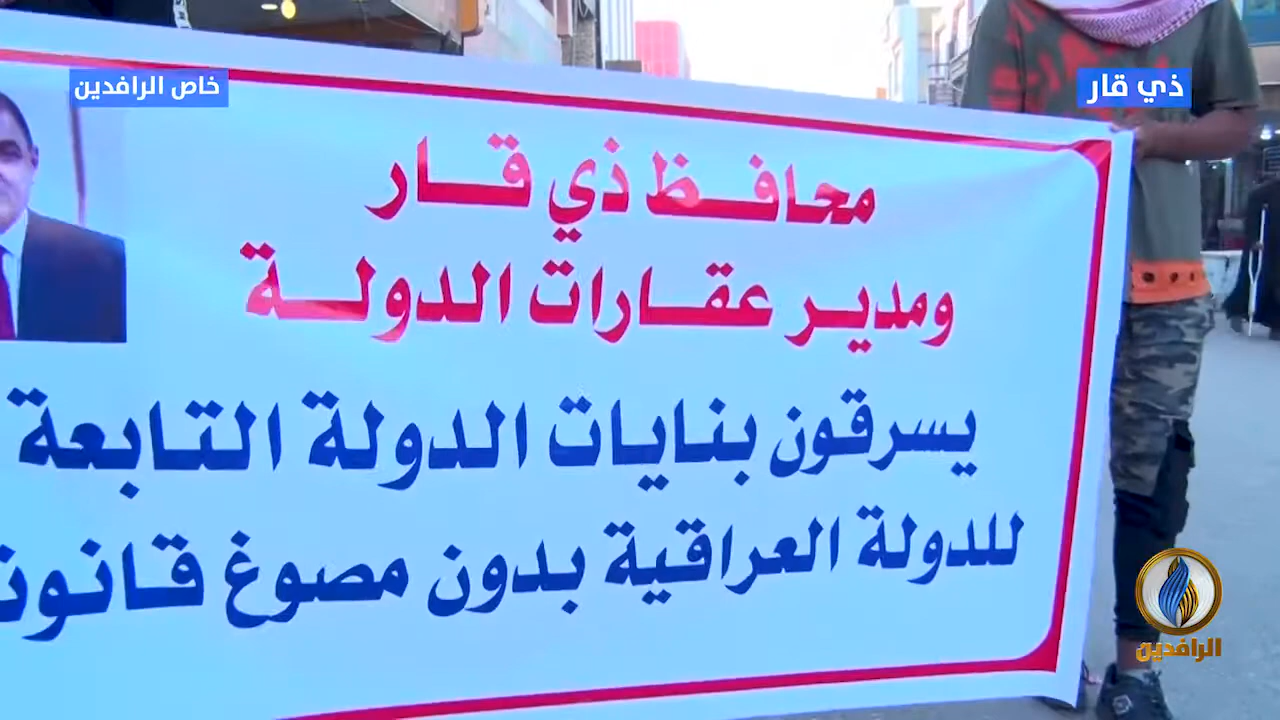 ذي قار
خاص الرافدين
محافظ ذي قار
ومدير عقارات الدولة
يسرقون بنايات الدولة التابعة
للدولة العراقية بدون مصوغ
الرافدين